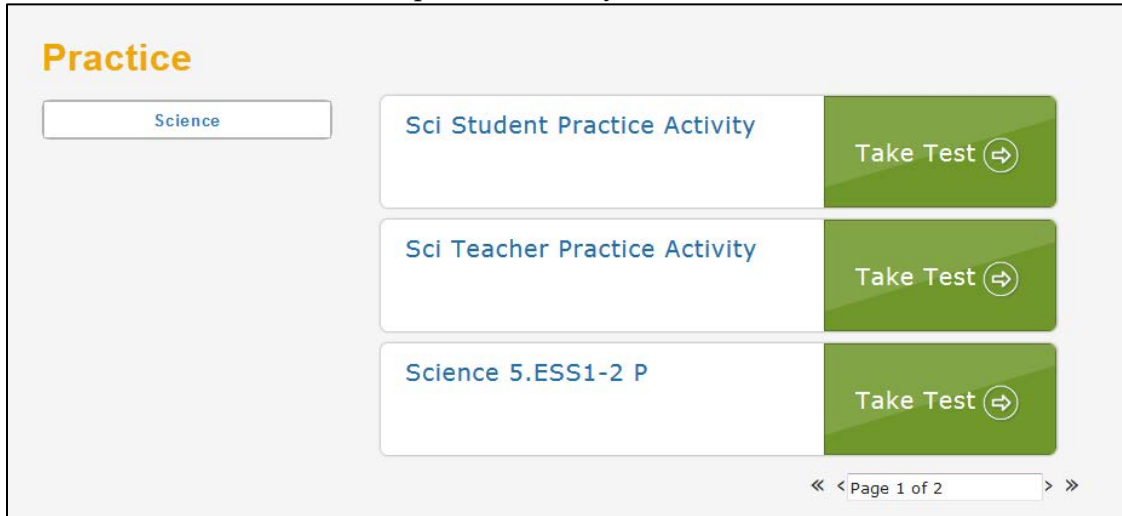 Practice
Science
Sci Student Practice Activity
Take Test
Sci Teacher Practice Activity
Take Test
Science 5.ESS1-2 P
Take Test
« < Page 1 of 2 > »